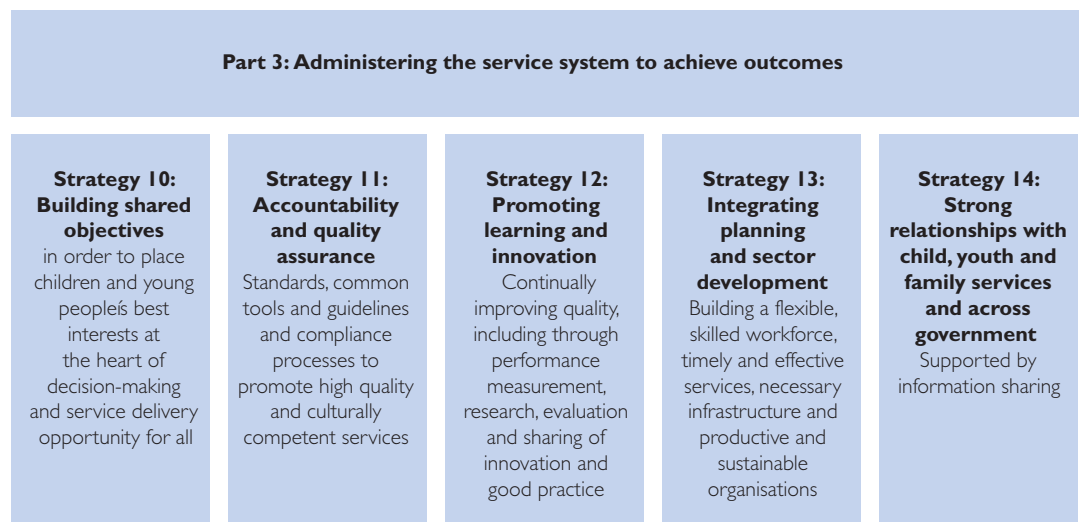 Part 3: Administering the service system to achieve outcomes
Strategy 10:
Building shared
objectives
in order to place
children and young
peopleís best
interests at
the heart of
decision-making
and service delivery
opportunity for all
Strategy 11:
Accountability
and quality
assurance
Standards, common
tools and guidelines
and compliance
processes to
promote high quality
and culturally
competent services
Strategy 12:
Promoting
learning and
innovation
Continually
improving quality,
including through
performance
measurement,
research, evaluation
and sharing of
innovation and
good practice
Strategy 13:
Integrating
planning
and sector
development
Building a flexible,
skilled workforce,
timely and effective
services, necessary
infrastructure and
productive and
sustainable
organisations
Strategy 14:
Strong
relationships with
child, youth and
family services
and across
government
Supported by
information sharing